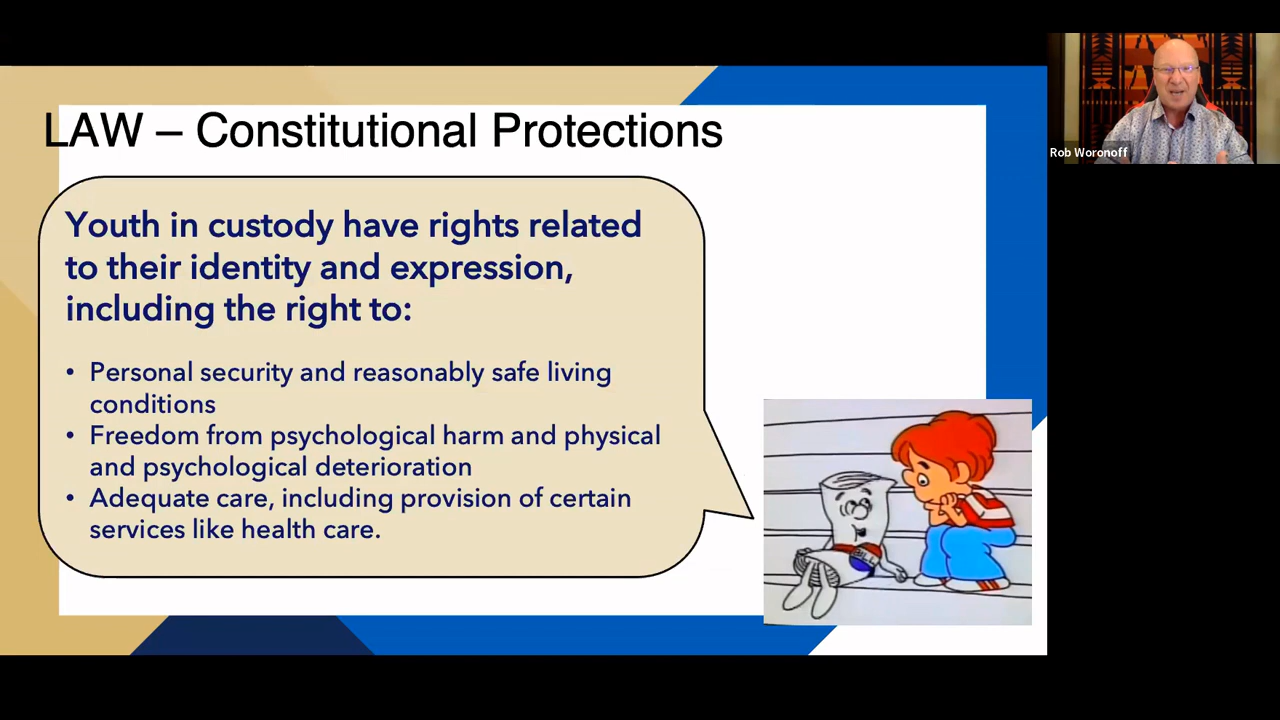 LAW – Constitutional Protections
Rob Woronoff
Youth in custody have rights related
to their identity and expression,
including the right to:
• Personal security and reasonably safe living
conditions
• Freedom from psychological harm and physical
and psychological deterioration
• Adequate care, including provision of certain
services like health care.
BILL